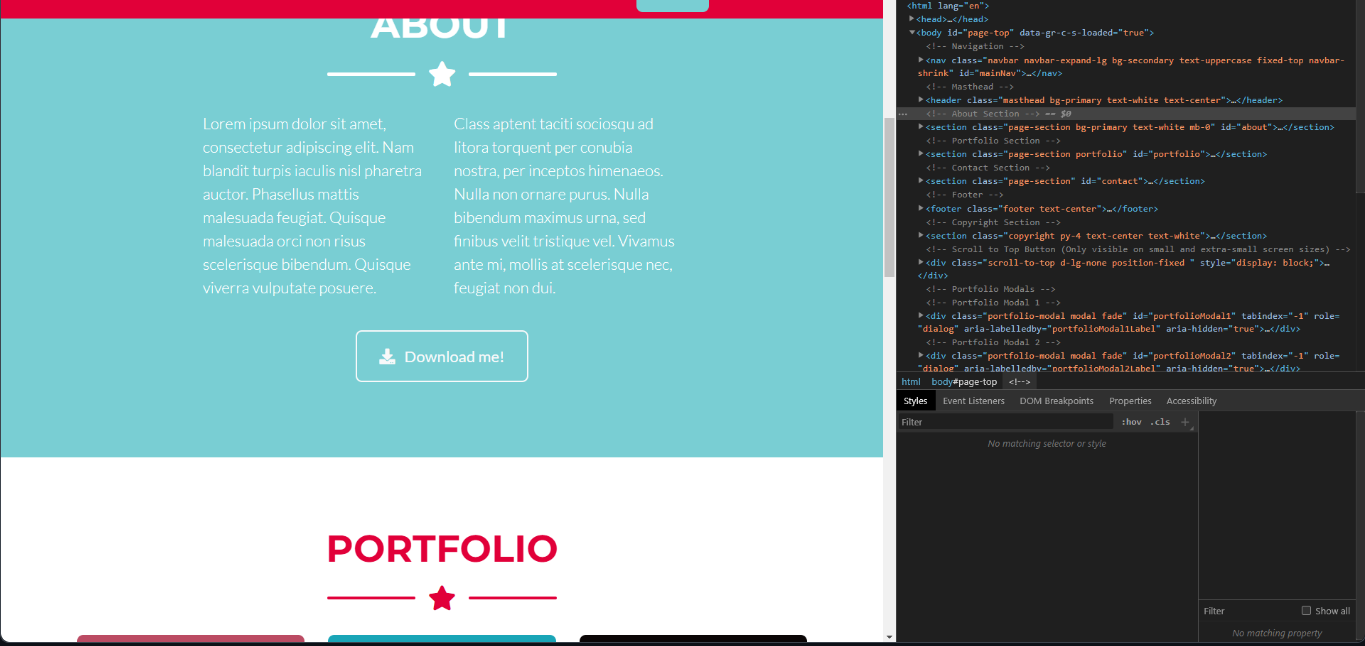 ABOUT
Lorem ipsum dolor sit amet,
consectetur adipiscing elit. Nam
blandit turpis iaculis nisl pharetra
auctor. Phasellus mattis
malesuada feugiat. Quisque
malesuada orci non risus
scelerisque bibendum. Quisque
viverra vulputate posuere.
Class aptent taciti sociosqu ad
litora torquent per conubia
nostra, per inceptos himenaeos.
Nulla non ornare purus. Nulla
bibendum maximus urna, sed
finibus velit tristique vel. Vivamus
ante mi, mollis at scelerisque nec,
feugiat non dui.
Download me!
PORTFOLIO
<html lang="en">
<head>…</head>
<body id="page-top" data-gr-c-s-loaded="true">
<!-- Navigation -->
<nav class="navbar navbar-expand-lg bg-secondary text-uppercase fixed-top navbar-
shrink" id="mainNav">…</nav>
<!-- Masthead -->
<header class="masthead bg-primary text-white text-center">…</header>
<!-- About Section --> == $0
<section class="page-section bg-primary text-white mb-0" id="about">…</section>
<!-- Portfolio Section -->
<section class="page-section portfolio" id="portfolio">…</section>
<!-- Contact Section -->
<section class="page-section" id="contact">…</section>
<!-- Footer -->
<footer class="footer text-center">…</footer>
<!-- Copyright Section -->
<section class="copyright py-4 text-center text-white">…</section>
<!-- Scroll to Top Button (Only visible on small and extra-small screen sizes) -->
<div class="scroll-to-top d-lg-none position-fixed " style="display: block;">…
</div>
<!-- Portfolio Modals -->
<!-- Portfolio Modal 1 -->
<div class="portfolio-modal modal fade" id="portfolioModal1" tabindex="-1" role=
"dialog" aria-labelledby="portfolioModal1Label" aria-hidden="true">…</div>
<!-- Portfolio Modal 2 -->
<div class="portfolio-modal modal fade" id="portfolioModal2" tabindex="-1" role=
"dialog" aria-labelledby="portfolioModal2Label" aria-hidden="true">…</div>
html body#page-top <!-->
Styles Event Listeners DOM Breakpoints Properties Accessibility
Filter :hov .cls +
No matching selector or style
Filter Show all
No matching property